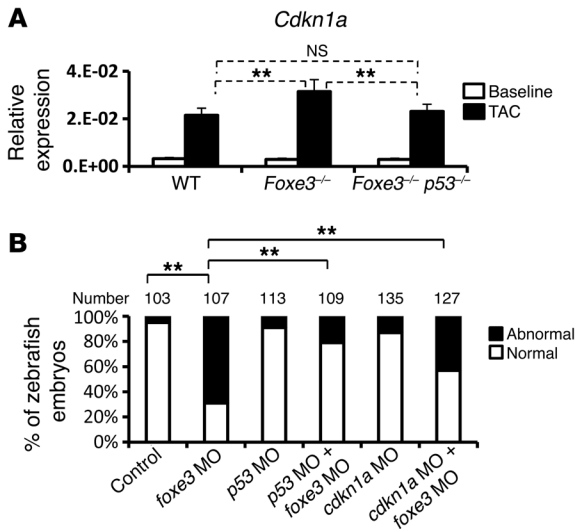 A
Cdkn1a
NS
** **
4.E-02
2.E-02
0.E+00
Relative
expression
Baseline
TAC
WT Foxe3–/– Foxe3–/– p53–/–
B
**
**
**
Number 103 107 113 109 135 127
100%
80%
60%
40%
20%
0%
% of zebrafish
embryos
Abnormal
Normal
Control
foxe3 MO
p53 MO
p53 MO +
foxe3 MO
cdkn1a MO
cdkn1a MO +
foxe3 MO